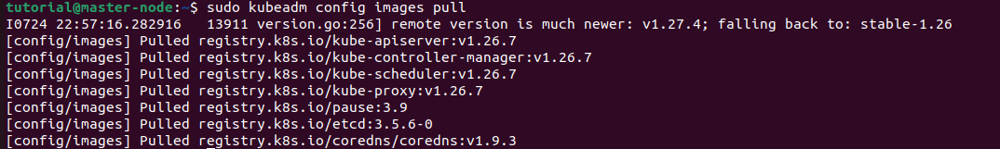 tutorial@master-node:~$ sudo kubeadm config images pull
I0724 22:57:16.282916   13911 version.go:256] remote version is much newer: v1.27.4; falling back to: stable-1.26
[config/images] Pulled registry.k8s.io/kube-apiserver:v1.26.7
[config/images] Pulled registry.k8s.io/kube-controller-manager:v1.26.7
[config/images] Pulled registry.k8s.io/kube-scheduler:v1.26.7
[config/images] Pulled registry.k8s.io/kube-proxy:v1.26.7
[config/images] Pulled registry.k8s.io/pause:3.9
[config/images] Pulled registry.k8s.io/etcd:3.5.6-0
[config/images] Pulled registry.k8s.io/coredns/coredns:v1.9.3